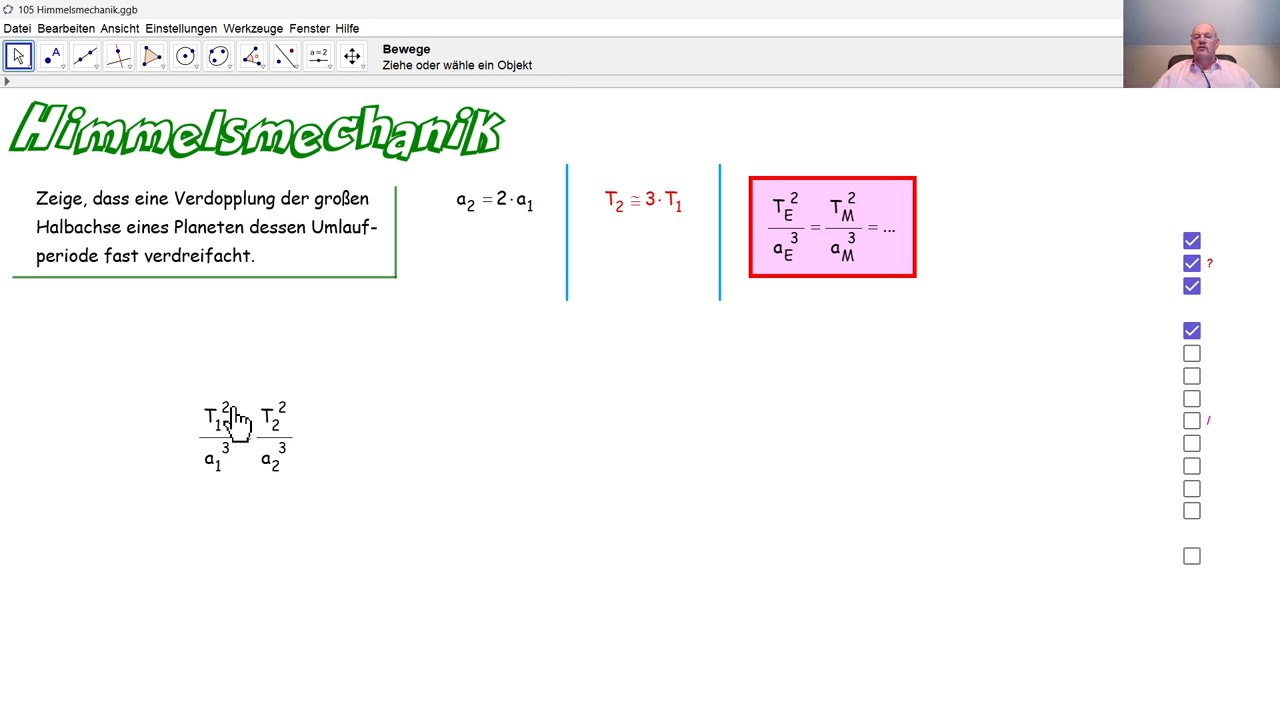 105 Himmelsmechanik.ggb
Datei Bearbeiten Ansicht Einstellungen Werkzeuge Fenster Hilfe
A
α
a=2
Bewege
Ziehe oder wähle ein Objekt
Himmelsmechanik
Zeige, dass eine Verdopplung der großen
Halbachse eines Planeten dessen Umlauf-
periode fast verdreifacht.
a₂ = 2·a₁
T₂ ≅ 3·T₁
T_E² / a_E³ = T_M² / a_M³ = ...
?
/
T₁² / a₁³ T₂² / a₂³